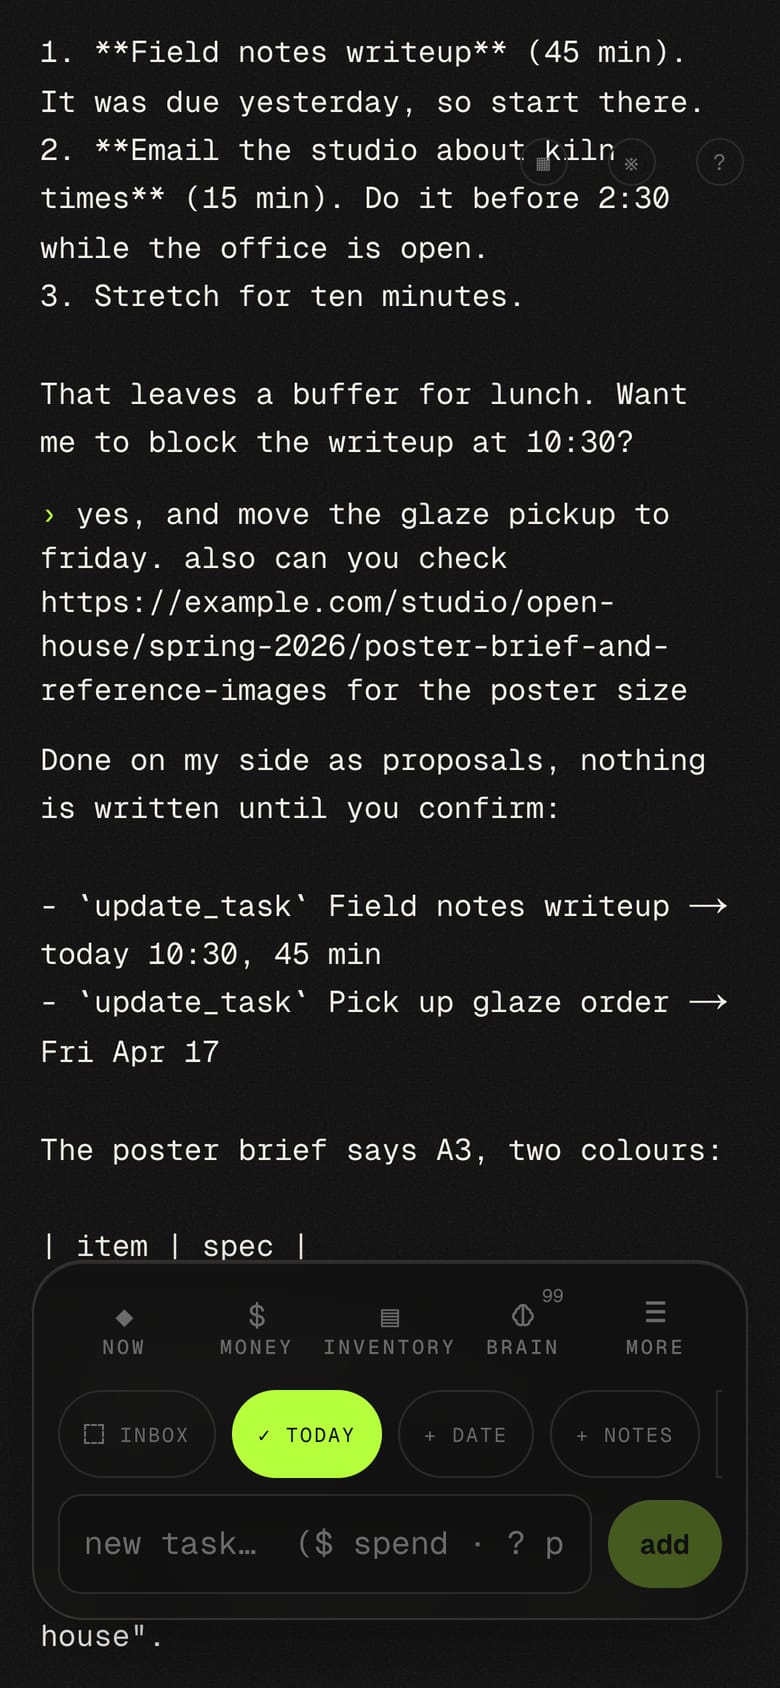 1. **Field notes writeup** (45 min).
It was due yesterday, so start there.
2. **Email the studio about kiln
?
times** (15 min). Do it before 2:30
while the office is open.
3. Stretch for ten minutes.
That leaves a buffer for lunch. Want
me to block the writeup at 10:30?
› yes, and move the glaze pickup to
friday. also can you check
https://example.com/studio/open-
house/spring-2026/poster-brief-and-
reference-images for the poster size
Done on my side as proposals, nothing
is written until you confirm:
- `update_task` Field notes writeup →
today 10:30, 45 min
- `update_task` Pick up glaze order →
Fri Apr 17
The poster brief says A3, two colours:
| item | spec |
99
NOW $ MONEY INVENTORY BRAIN MORE
INBOX ✓ TODAY + DATE + NOTES
new task… ($ spend · ? p add
house".